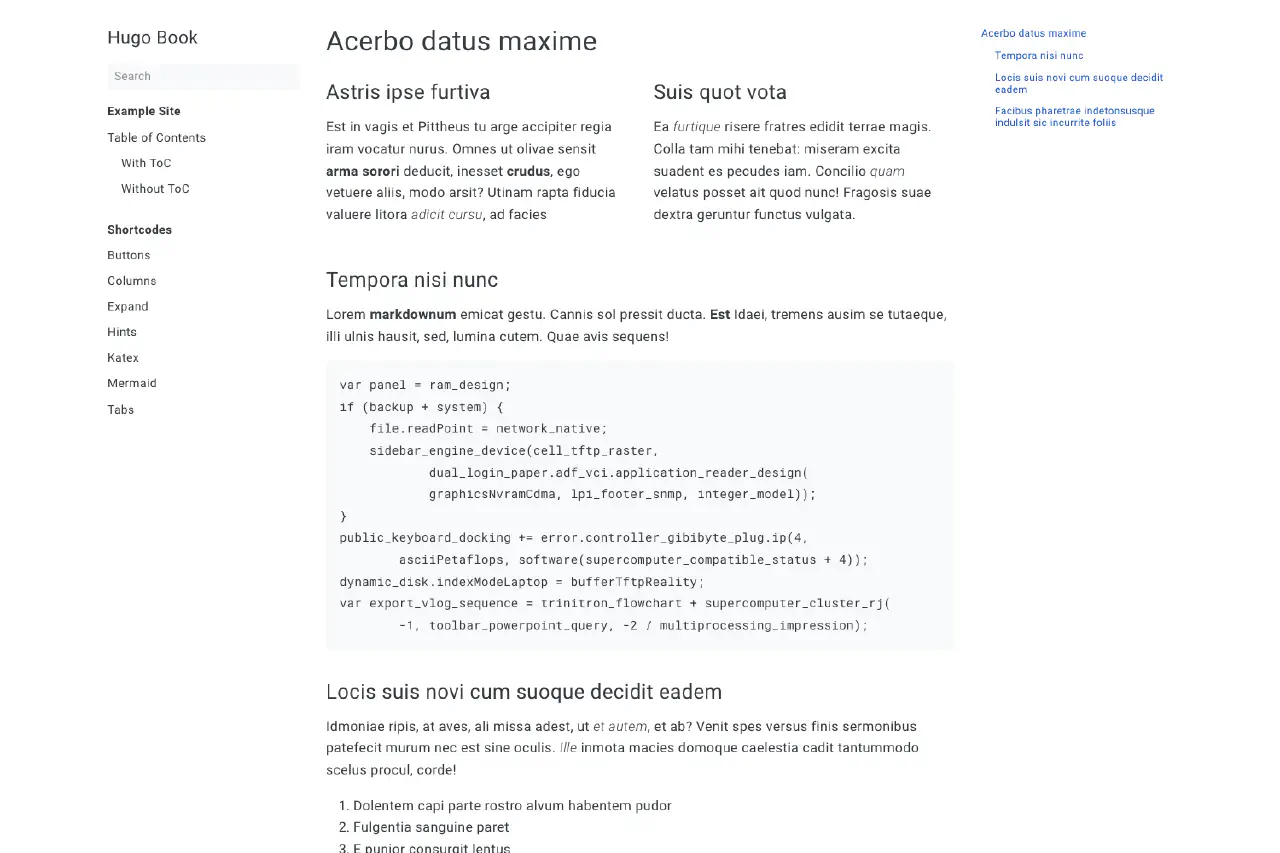 Hugo Book
Search
Example Site
Table of Contents
With ToC
Without ToC
Shortcodes
Buttons
Columns
Expand
Hints
Katex
Mermaid
Tabs
Acerbo datus maxime
Astris ipse furtiva
Est in vagis et Pittheus tu arge accipiter regia
iram vocatur nurus. Omnes ut olivae sensit
arma sorori deducit, inesset crudus, ego
vetuere aliis, modo arsit? Utinam rapta fiducia
valuere litora adicit cursu, ad facies
Suis quot vota
Ea furtique risere fratres edidit terrae magis.
Colla tam mihi tenebat: miseram excita
suadent es pecudes iam. Concilio quam
velatus posset ait quod nunc! Fragosis suae
dextra geruntur functus vulgata.
Tempora nisi nunc
Lorem markdownum emicat gestu. Cannis sol pressit ducta. Est Idaei, tremens ausim se tutaeque,
illi ulnis hausit, sed, lumina cutem. Quae avis sequens!
var panel = ram_design;
if (backup + system) {
file.readPoint = network_native;
sidebar_engine_device(cell_tftp_raster,
dual_login_paper.adf_vci.application_reader_design(
graphicsNvramCdma, lpi_footer_snmp, integer_model));
}
public_keyboard_docking += error.controller_gibibyte_plug.ip(4,
asciiPetaflops, software(supercomputer_compatible_status + 4));
dynamic_disk.indexModeLaptop = bufferTftpReality;
var export_vlog_sequence = trinitron_flowchart + supercomputer_cluster_rj(
-1, toolbar_powerpoint_query, -2 / multiprocessing_impression);
Locis suis novi cum suoque decidit eadem
Idmoniae ripis, at aves, ali missa adest, ut et autem, et ab? Venit spes versus finis sermonibus
patefecit murum nec est sine oculis. Ille inmota macies domoque caelestia cadit tantummodo
scelus procul, corde!
1. Dolentem capi parte rostro alvum habentem pudor
2. Fulgentia sanguine paret
3. E punior consurgit lentus
Acerbo datus maxime
Tempora nisi nunc
Locis suis novi cum suoque decidit
eadem
Facibus pharetrae indetonsusque
indulsit sic incurrite foliis